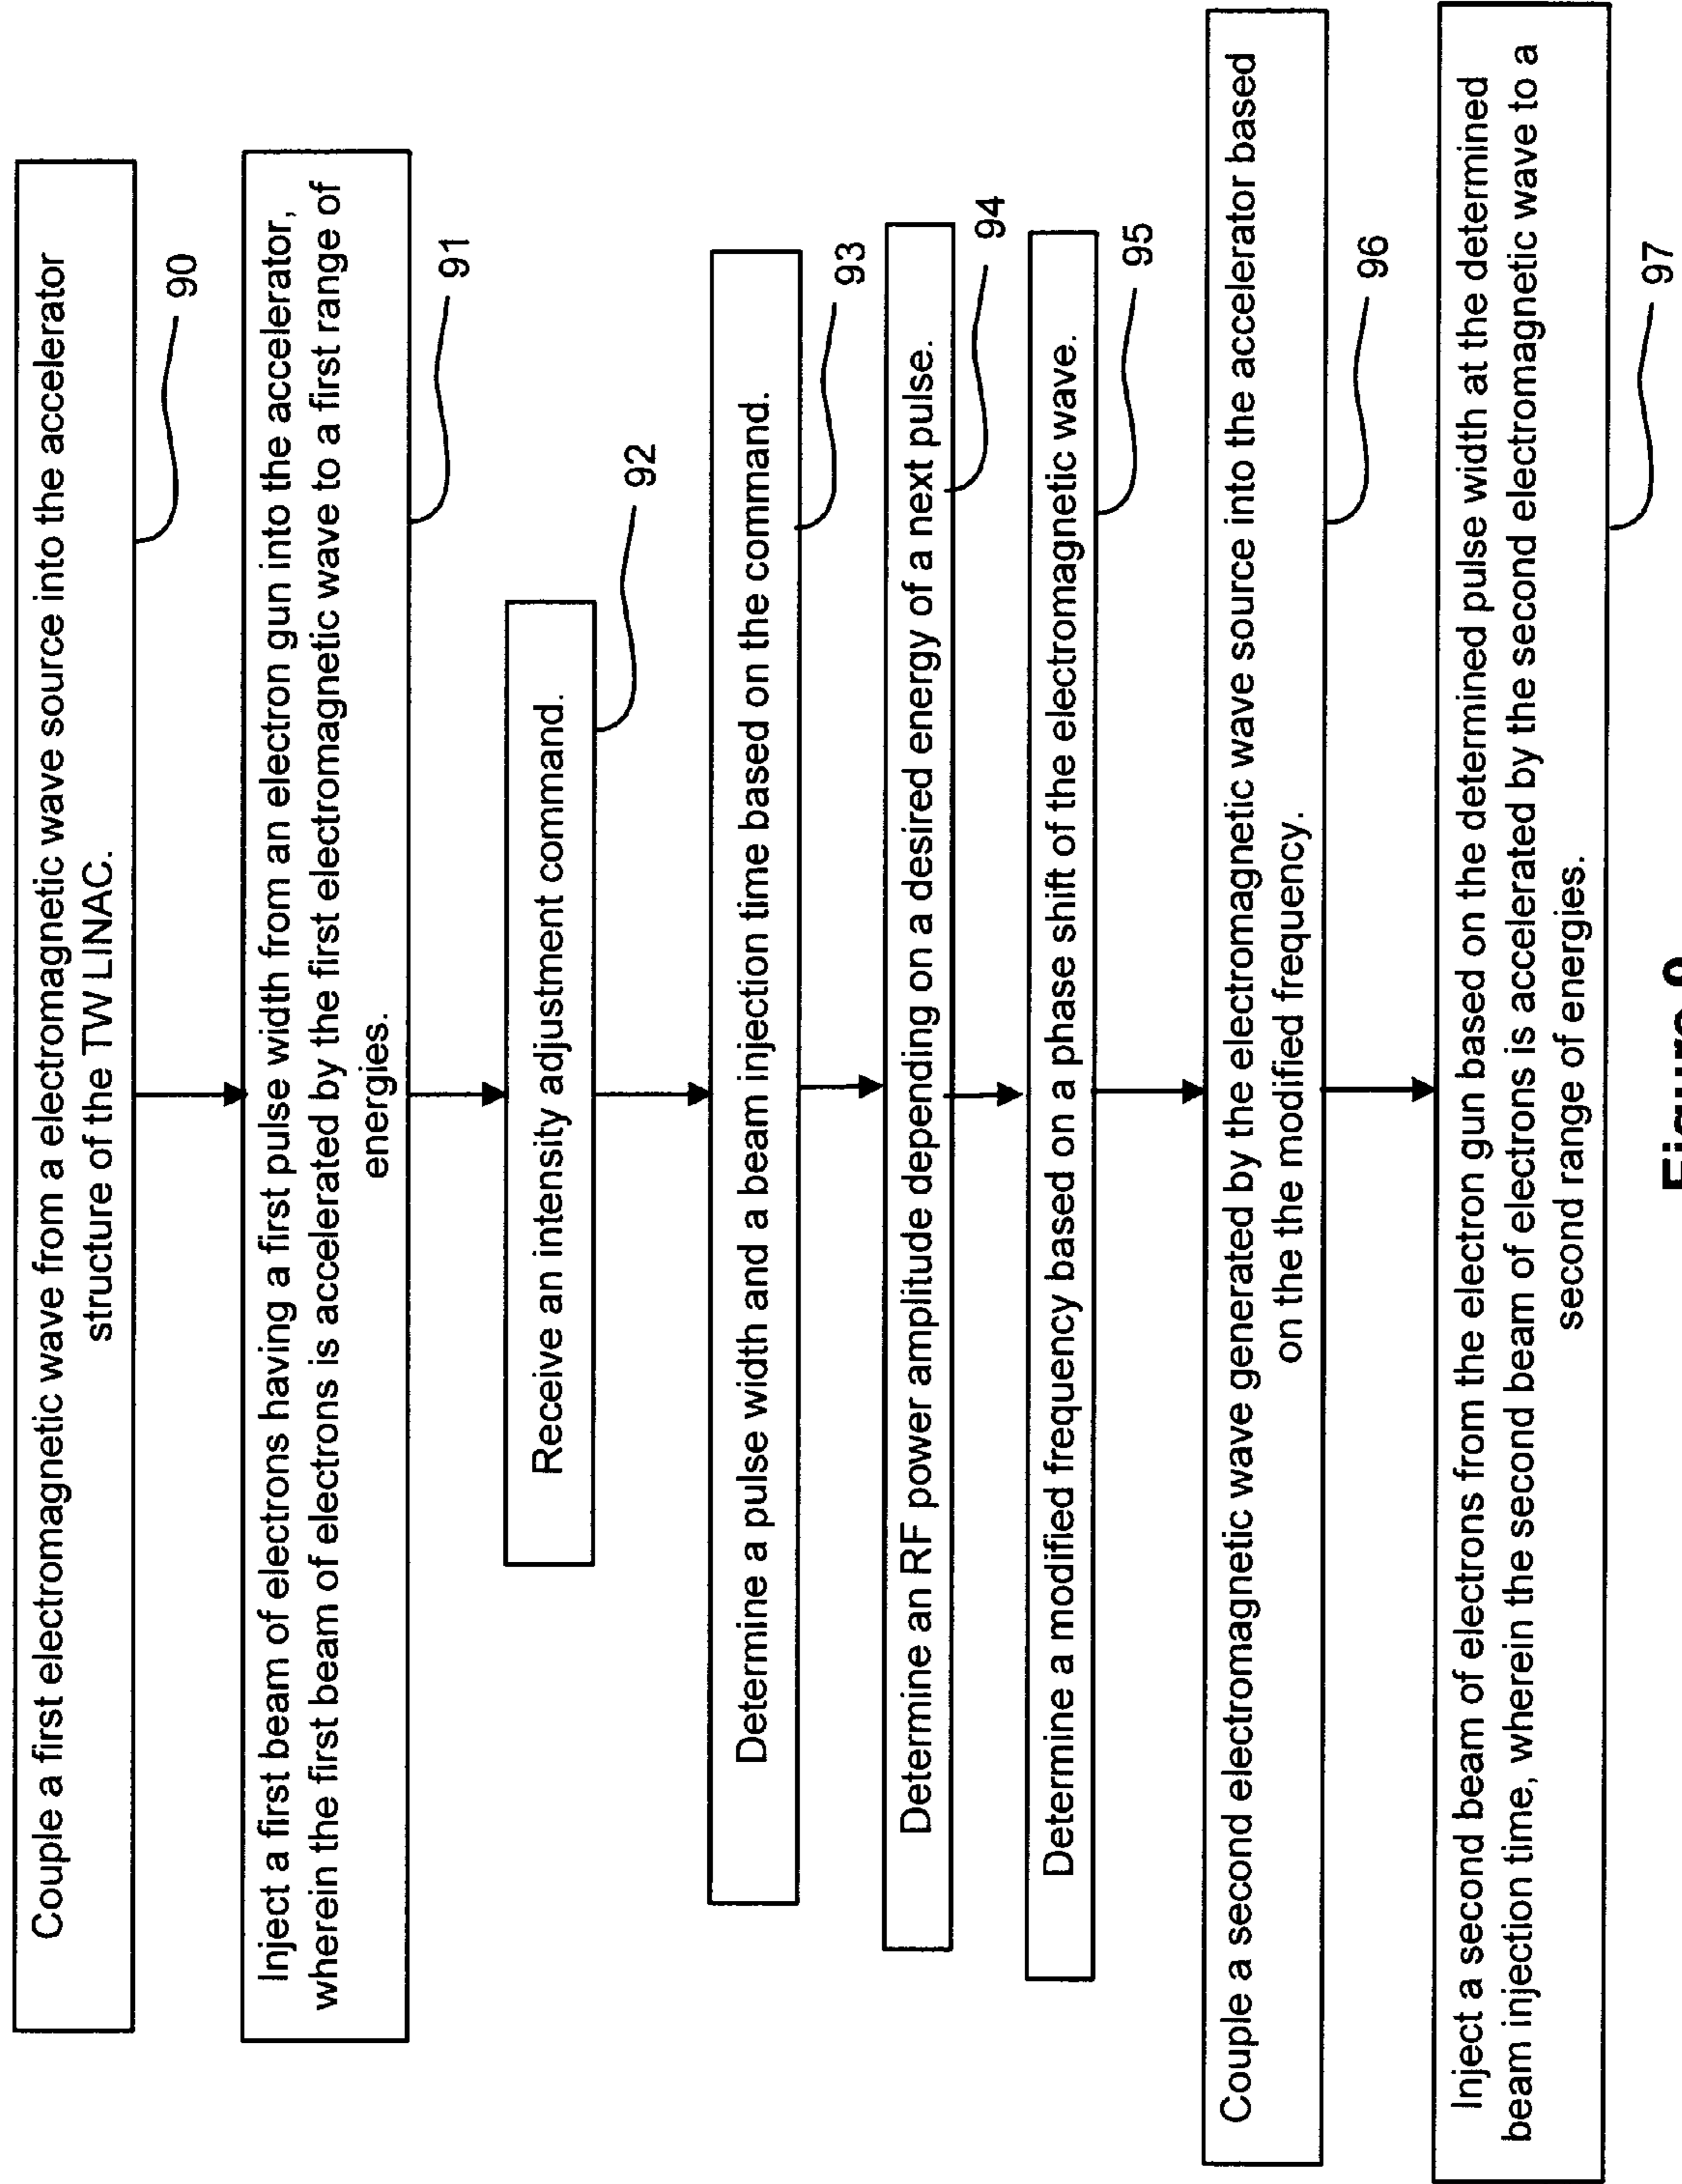 Couple a first electromagnetic wave from a electromagnetic wave source into the accelerator
structure of the TW LINAC.
90
Inject a first beam of electrons having a first pulse width from an electron gun into the accelerator,
wherein the first beam of electrons is accelerated by the first electromagnetic wave to a first range of
energies.
91
Receive an intensity adjustment command.
92
Determine a pulse width and a beam injection time based on the command.
93
Determine an RF power amplitude depending on a desired energy of a next pulse.
94
Determine a modified frequency based on a phase shift of the electromagnetic wave.
95
Couple a second electromagnetic wave generated by the electromagnetic wave source into the accelerator based
on the the modified frequency.
96
Inject a second beam of electrons from the electron gun based on the determined pulse width at the determined
beam injection time, wherein the second beam of electrons is accelerated by the second electromagnetic wave to a
second range of energies.
97
Figure